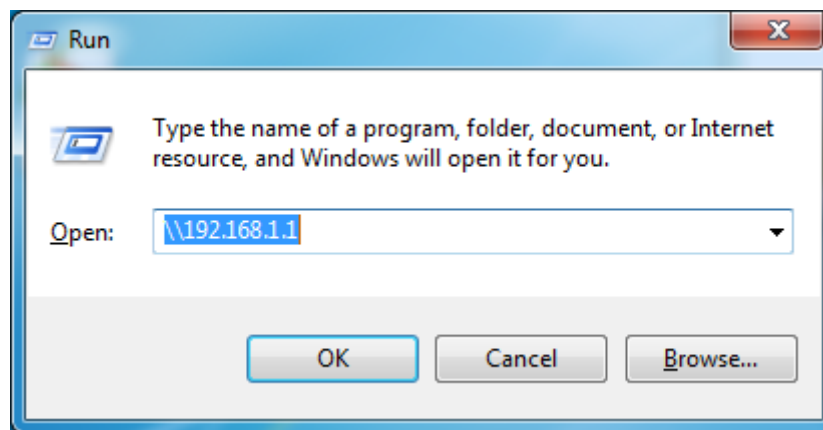 Run
Type the name of a program, folder, document, or Internet
resource, and Windows will open it for you.
Open: \\192.168.1.1
OK Cancel Browse...